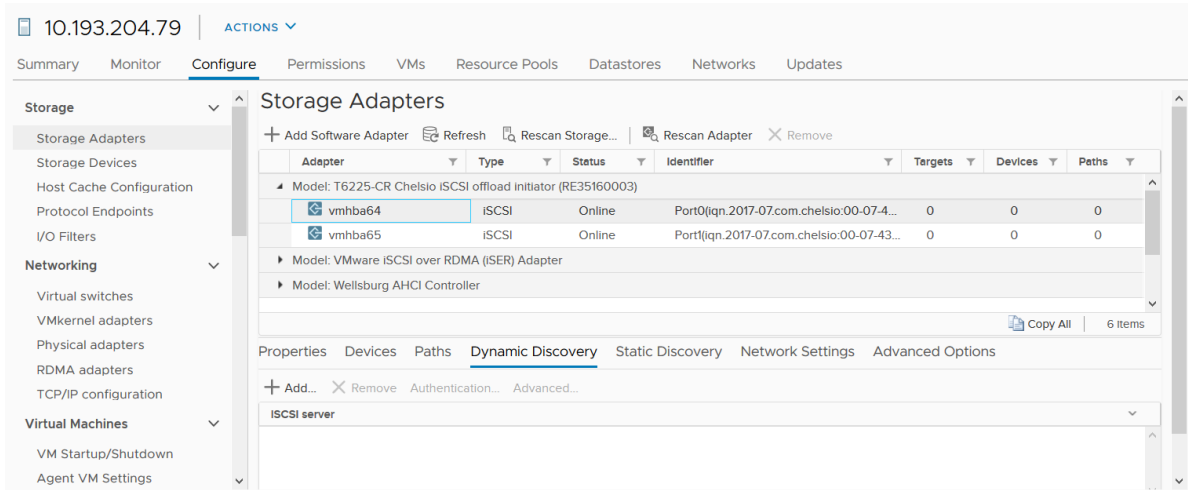 10.193.204.79 ACTIONS
Summary Monitor Configure Permissions VMs Resource Pools Datastores Networks Updates
Storage
Storage Adapters
Storage Devices
Host Cache Configuration
Protocol Endpoints
I/O Filters
Networking
Virtual switches
VMkernel adapters
Physical adapters
RDMA adapters
TCP/IP configuration
Virtual Machines
VM Startup/Shutdown
Agent VM Settings
Storage Adapters
Add Software Adapter Refresh Rescan Storage... Rescan Adapter Remove
Adapter Type Status Identifier Targets Devices Paths
Model: T6225-CR Chelsio iSCSI offload initiator (RE35160003)
vmhba64 iSCSI Online Port0(iqn.2017-07.com.chelsio:00-07-4... 0 0 0
vmhba65 iSCSI Online Port1(iqn.2017-07.com.chelsio:00-07-43... 0 0 0
Model: VMware iSCSI over RDMA (iSER) Adapter
Model: Wellsburg AHCI Controller
Copy All 6 items
Properties Devices Paths Dynamic Discovery Static Discovery Network Settings Advanced Options
Add... Remove Authentication... Advanced...
iSCSI server